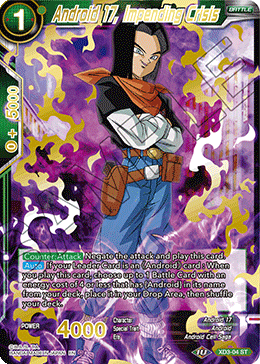 1
Android 17, Impending Crisis
BATTLE
0 + 5000
Counter Attack Negate the attack and play this card.
Auto If your Leader Card is an {Android} card: When
you play this card, choose up to 1 Battle Card with an
energy cost of 4 or less that has {Android} in its name
from your deck, place it in your Drop Area, then shuffle
your deck.
POWER
4000
Character
Android 17
Special Trait
Android
Era
Android Cell Saga
XD3-04 ST